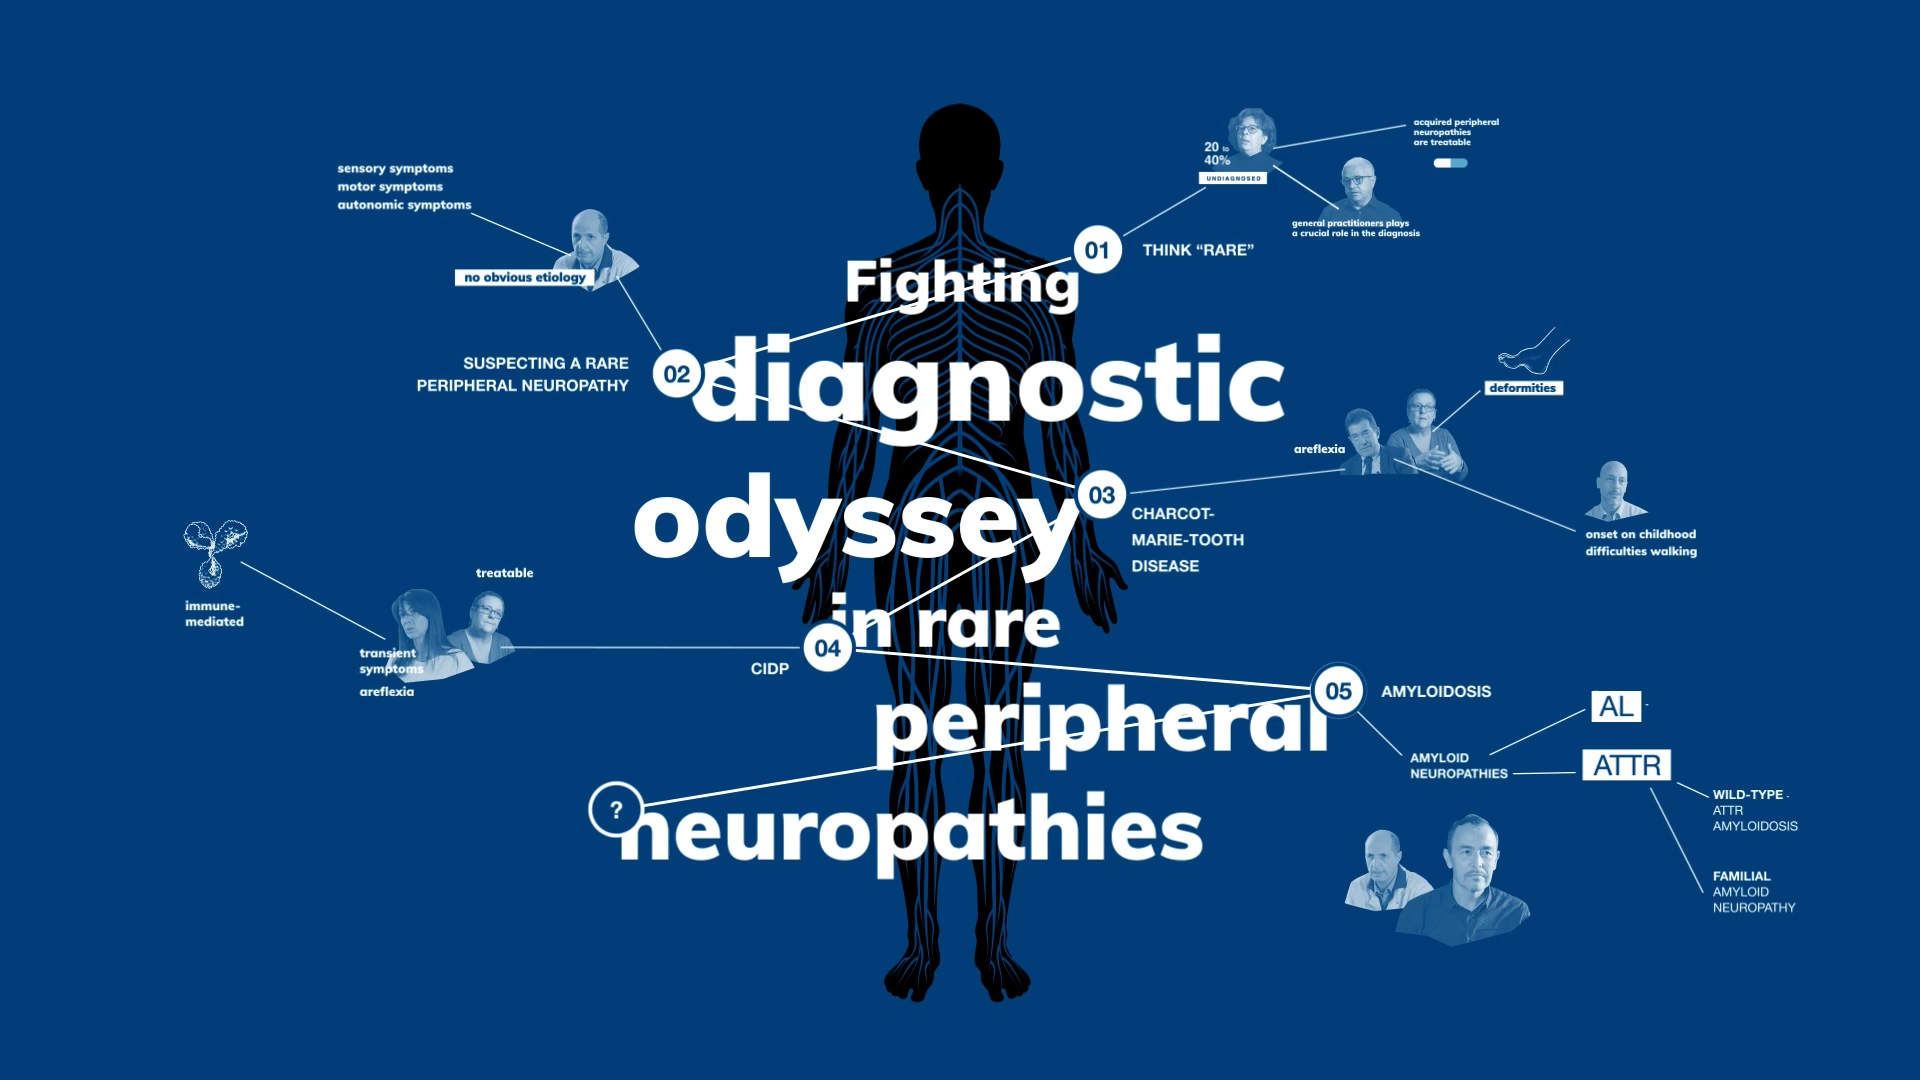 Fighting
diagnostic
odyssey
in rare
peripheral
neuropathies
01
THINK “RARE”
20 to
40%
UNDIAGNOSED
acquired peripheral
neuropathies
are treatable
general practitioners plays
a crucial role in the diagnosis
02
SUSPECTING A RARE
PERIPHERAL NEUROPATHY
sensory symptoms
motor symptoms
autonomic symptoms
no obvious etiology
03
CHARCOT-
MARIE-TOOTH
DISEASE
areflexia
deformities
onset on childhood
difficulties walking
04
CIDP
treatable
transient
symptoms
areflexia
immune-
mediated
05
AMYLOIDOSIS
AMYLOID
NEUROPATHIES
AL
ATTR
WILD-TYPE -
ATTR
AMYLOIDOSIS
FAMILIAL
AMYLOID
NEUROPATHY
?